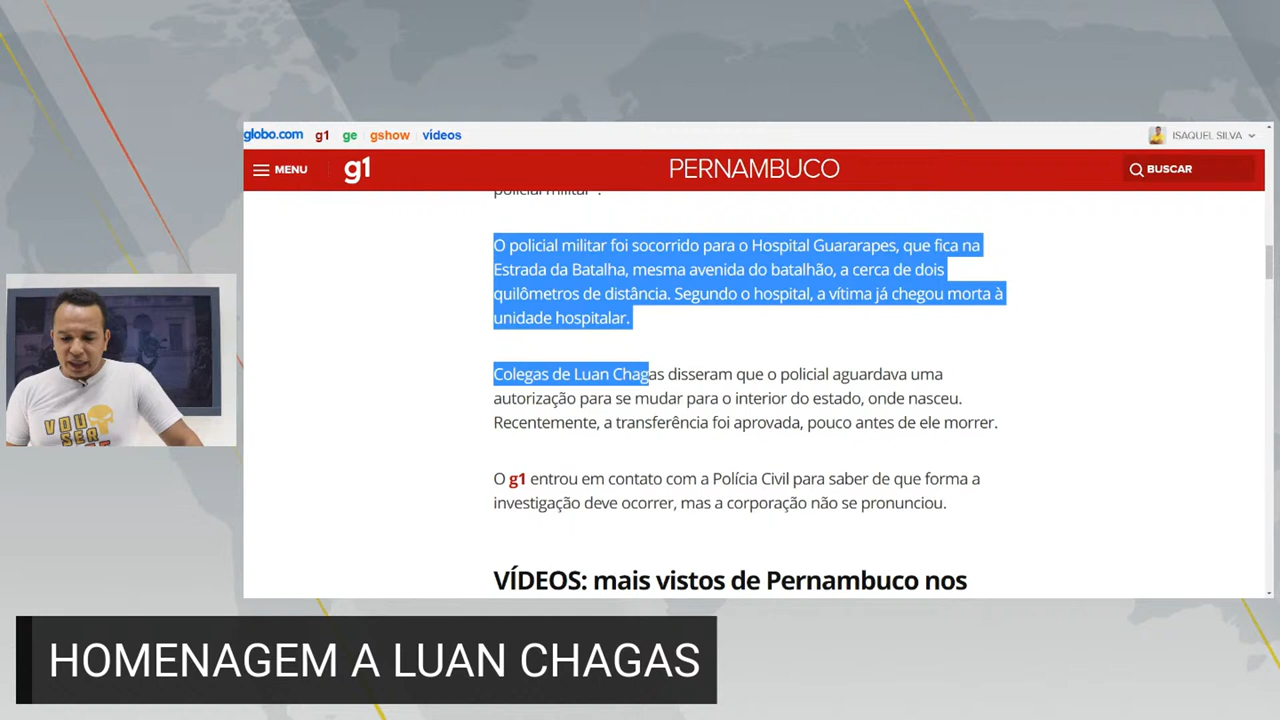 globo.com g1 ge gshow vídeos ISAQUEL SILVA
MENU g1 PERNAMBUCO BUSCAR
policial militar".
O policial militar foi socorrido para o Hospital Guararapes, que fica na
Estrada da Batalha, mesma avenida do batalhão, a cerca de dois
quilômetros de distância. Segundo o hospital, a vítima já chegou morta à
unidade hospitalar.
Colegas de Luan Chagas disseram que o policial aguardava uma
autorização para se mudar para o interior do estado, onde nasceu.
Recentemente, a transferência foi aprovada, pouco antes de ele morrer.
O g1 entrou em contato com a Polícia Civil para saber de que forma a
investigação deve ocorrer, mas a corporação não se pronunciou.
VÍDEOS: mais vistos de Pernambuco nos
VOU
SER
HOMENAGEM A LUAN CHAGAS